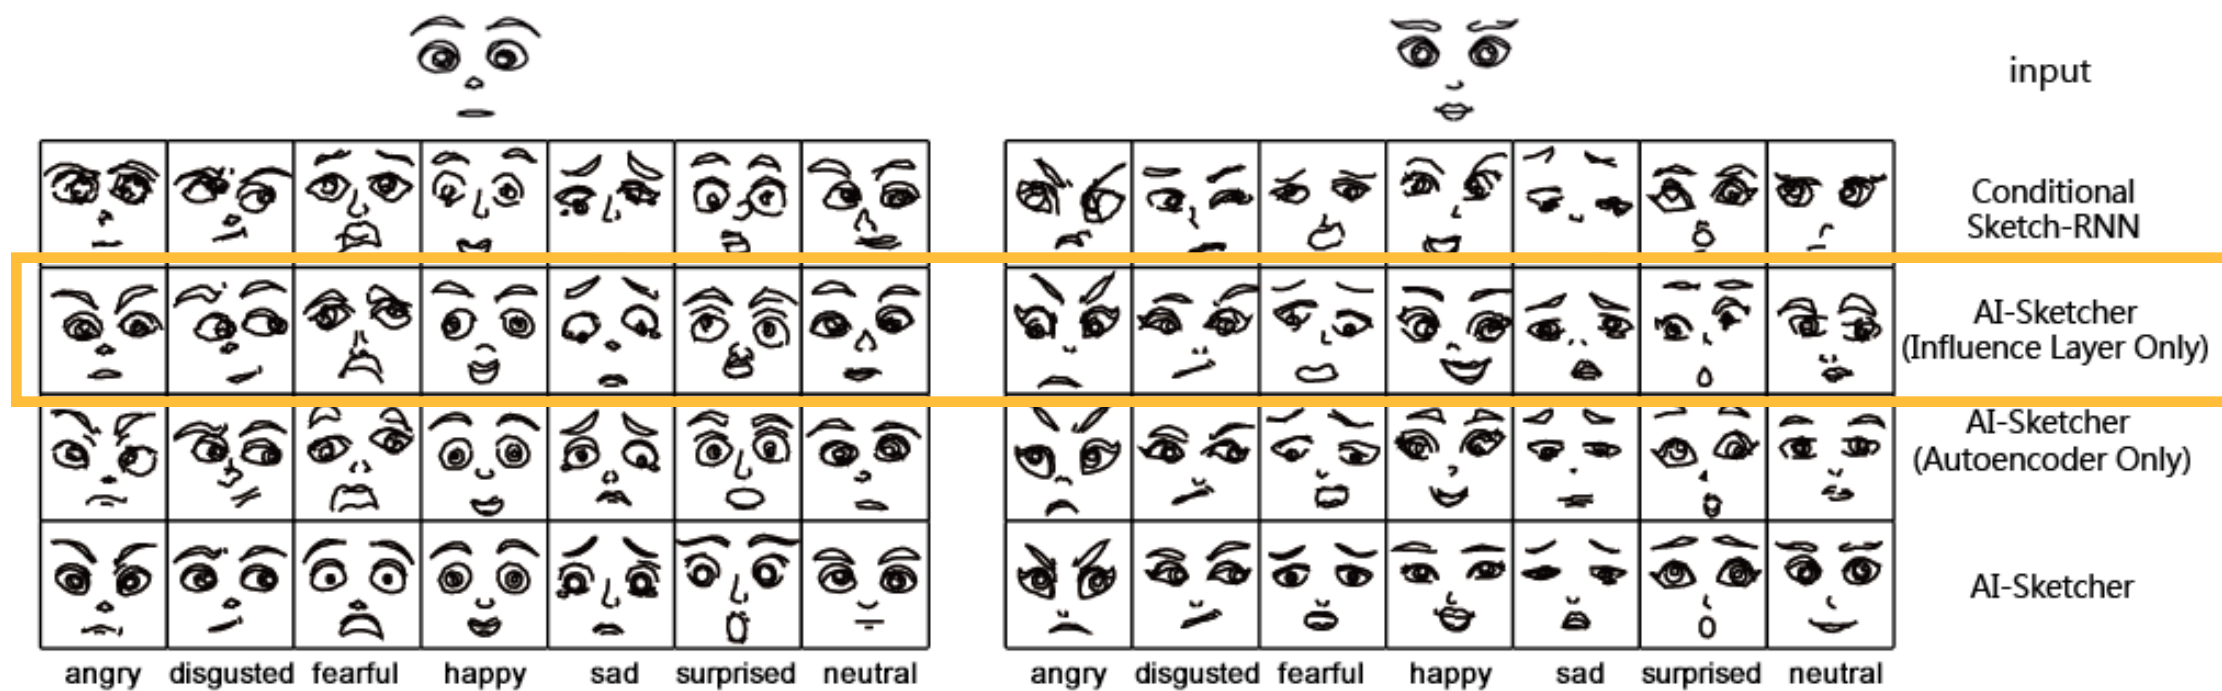 input
Conditional
Sketch-RNN
AI-Sketcher
(Influence Layer Only)
AI-Sketcher
(Autoencoder Only)
AI-Sketcher
angry disgusted fearful happy sad surprised neutral
angry disgusted fearful happy sad surprised neutral